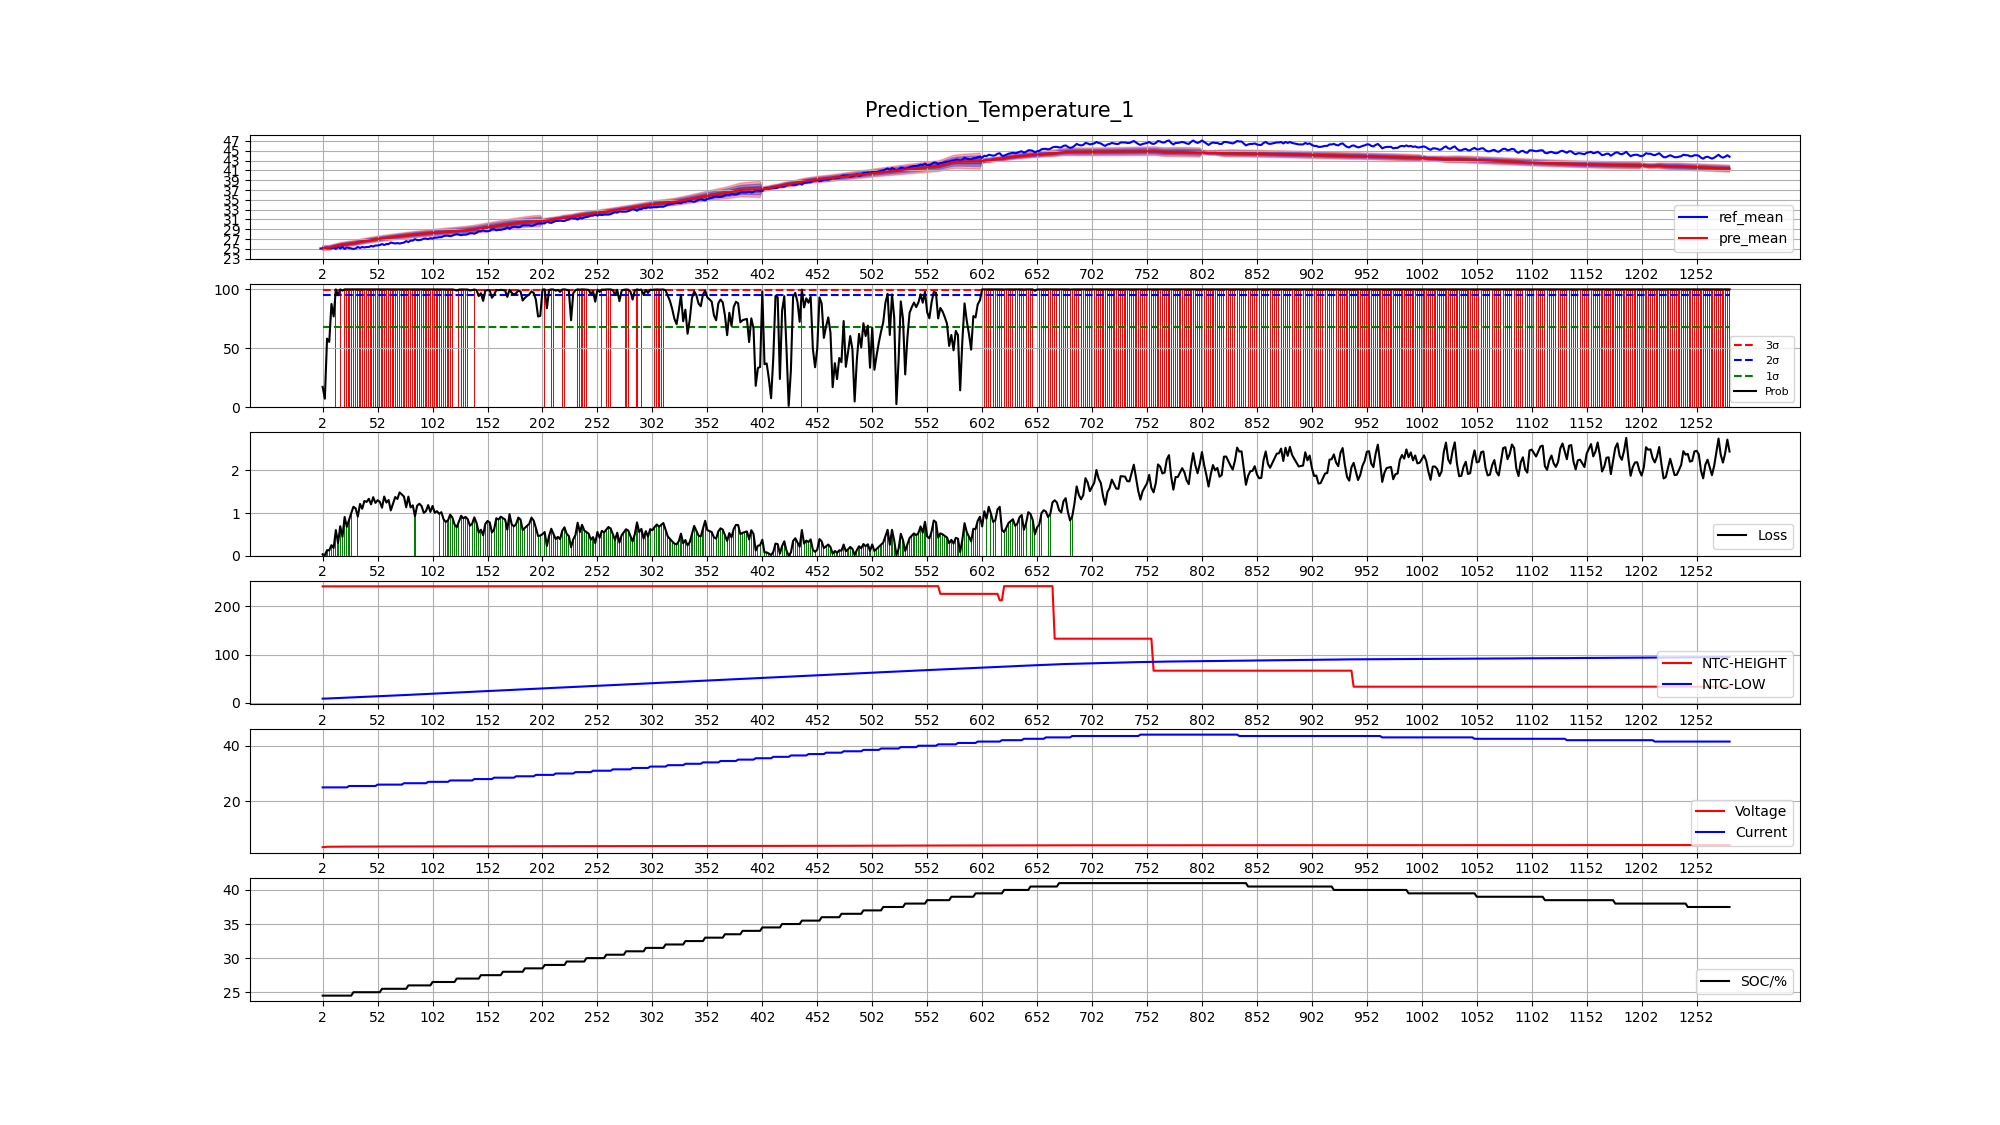 Prediction_Temperature_1
47
45
43
41
39
37
35
33
31
29
27
25
23
ref_mean
pre_mean
2 52 102 152 202 252 302 352 402 452 502 552 602 652 702 752 802 852 902 952 1002 1052 1102 1152 1202 1252
100
50
0
3σ
2σ
1σ
Prob
2 52 102 152 202 252 302 352 402 452 502 552 602 652 702 752 802 852 902 952 1002 1052 1102 1152 1202 1252
2
1
0
Loss
2 52 102 152 202 252 302 352 402 452 502 552 602 652 702 752 802 852 902 952 1002 1052 1102 1152 1202 1252
200
100
0
NTC-HEIGHT
NTC-LOW
2 52 102 152 202 252 302 352 402 452 502 552 602 652 702 752 802 852 902 952 1002 1052 1102 1152 1202 1252
40
20
Voltage
Current
2 52 102 152 202 252 302 352 402 452 502 552 602 652 702 752 802 852 902 952 1002 1052 1102 1152 1202 1252
40
35
30
25
SOC/%
2 52 102 152 202 252 302 352 402 452 502 552 602 652 702 752 802 852 902 952 1002 1052 1102 1152 1202 1252